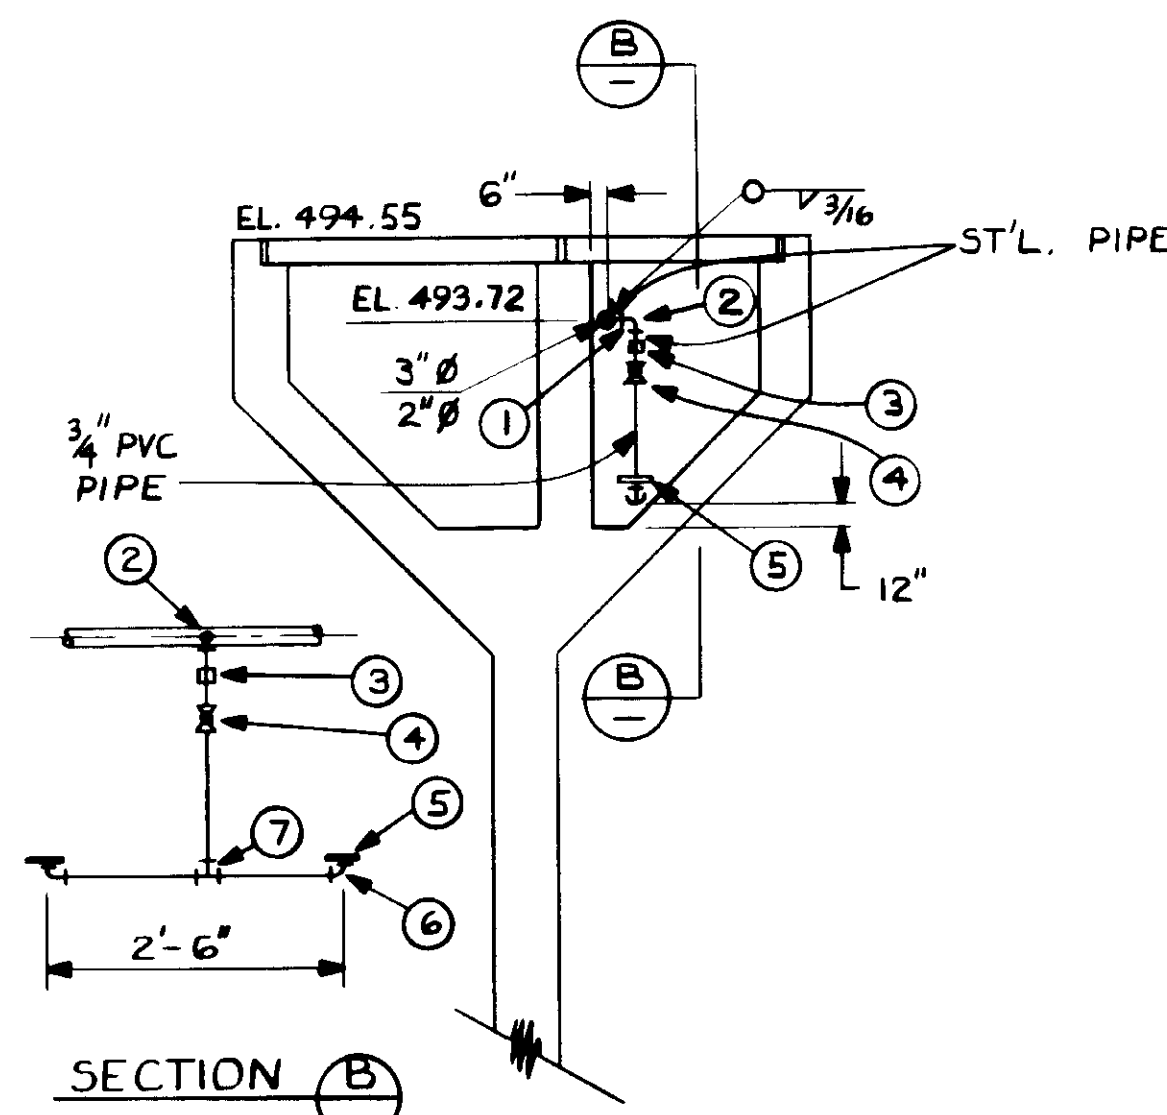 B
6"
3/16
EL. 494.55
ST'L. PIPE
EL. 493.72
2
3" Ø
2" Ø
1
3
3/4" PVC
PIPE
4
5
12"
2
3
B
4
5
7
6
2'-6"
SECTION B